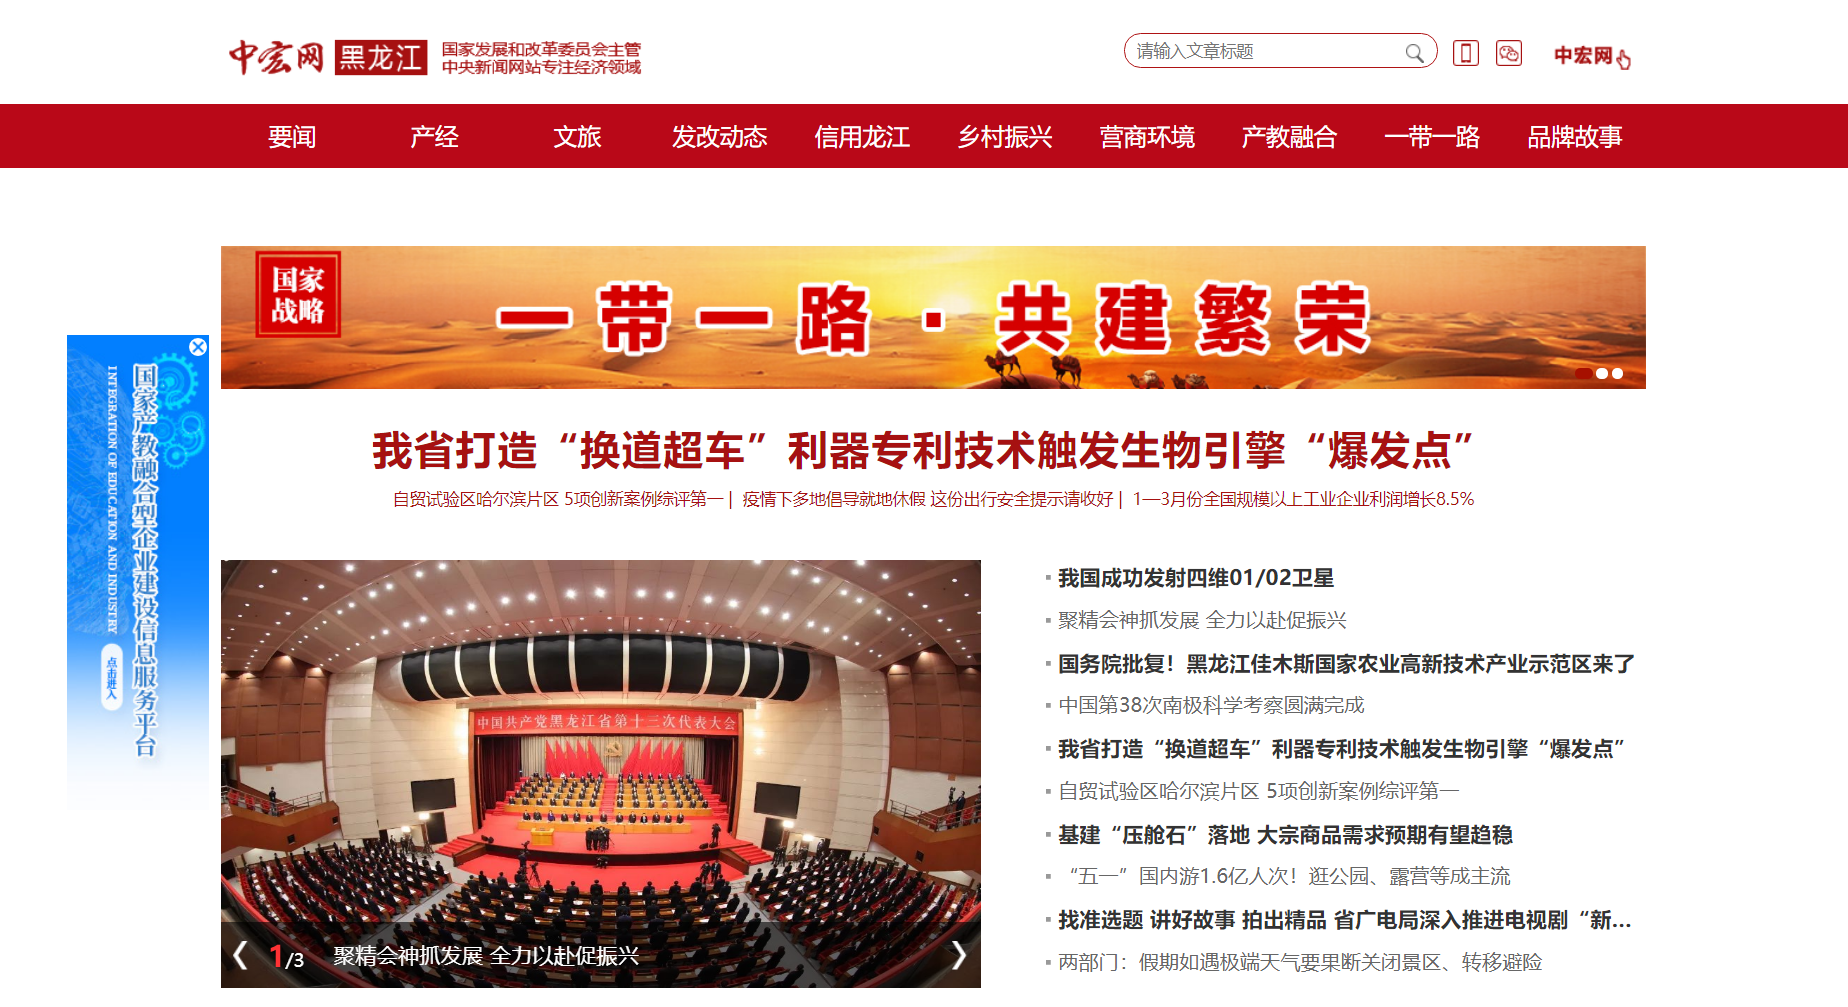 中宏网 黑龙江
国家发展和改革委员会主管
中央新闻网站专注经济领域
请输入文章标题
中宏网
要闻 产经 文旅 发改动态 信用龙江 乡村振兴 营商环境 产教融合 一带一路 品牌故事
国家
战略
一带一路·共建繁荣
国家产教融合型企业建设信息服务平台
INTEGRATION OF EDUCATION AND INDUSTRY
点击进入
我省打造“换道超车”利器专利技术触发生物引擎“爆发点”
自贸试验区哈尔滨片区 5项创新案例综评第一 | 疫情下多地倡导就地休假 这份出行安全提示请收好 | 1—3月份全国规模以上工业企业利润增长8.5%
中国共产党黑龙江省第十三次代表大会
1/3 聚精会神抓发展 全力以赴促振兴
我国成功发射四维01/02卫星
聚精会神抓发展 全力以赴促振兴
国务院批复！黑龙江佳木斯国家农业高新技术产业示范区来了
中国第38次南极科学考察圆满完成
我省打造“换道超车”利器专利技术触发生物引擎“爆发点”
自贸试验区哈尔滨片区 5项创新案例综评第一
基建“压舱石”落地 大宗商品需求预期有望趋稳
“五一”国内游1.6亿人次！逛公园、露营等成主流
找准选题 讲好故事 拍出精品 省广电局深入推进电视剧“新...
两部门：假期如遇极端天气要果断关闭景区、转移避险